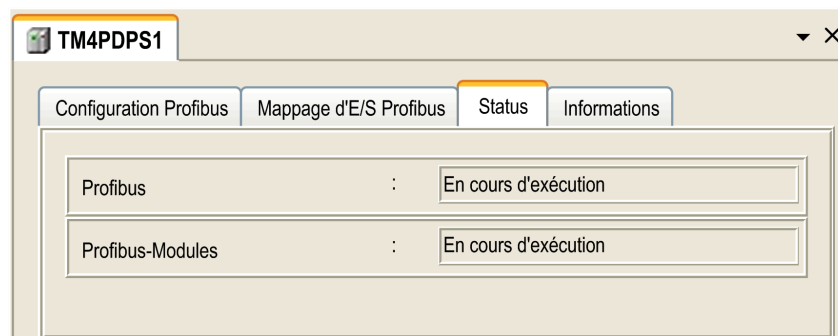 TM4PDPS1
Configuration Profibus Mappage d'E/S Profibus Status Informations
Profibus : En cours d'exécution
Profibus-Modules : En cours d'exécution